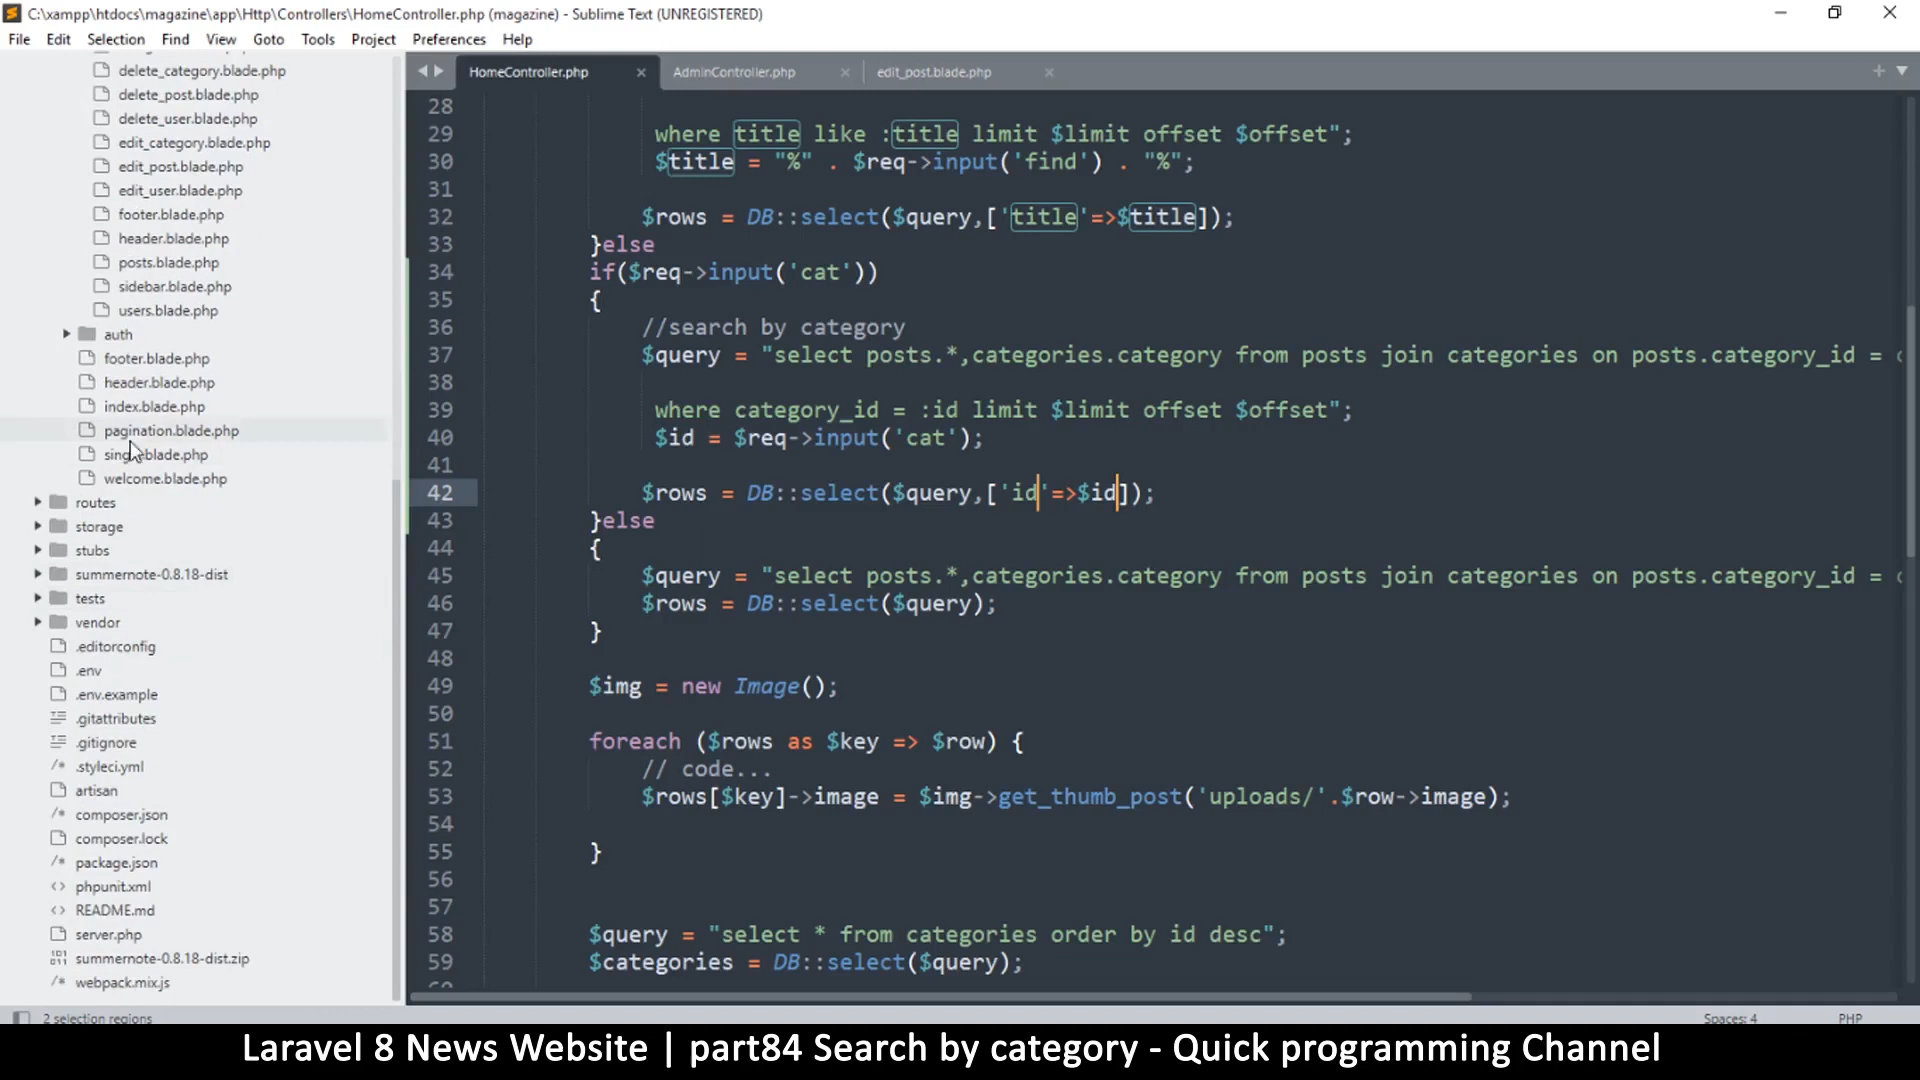 C:\xampp\htdocs\magazine\app\Http\Controllers\HomeController.php (magazine) - Sublime Text (UNREGISTERED)
File Edit Selection Find View Goto Tools Project Preferences Help
delete_category.blade.php
delete_post.blade.php
delete_user.blade.php
edit_category.blade.php
edit_post.blade.php
edit_user.blade.php
footer.blade.php
header.blade.php
posts.blade.php
sidebar.blade.php
users.blade.php
auth
footer.blade.php
header.blade.php
index.blade.php
pagination.blade.php
welcome.blade.php
routes
storage
stubs
summernote-0.8.18-dist
tests
vendor
.editorconfig
.env
.env.example
.gitattributes
.gitignore
.styleci.yml
artisan
composer.json
composer.lock
package.json
phpunit.xml
README.md
server.php
summernote-0.8.18-dist.zip
webpack.mix.js
HomeController.php AdminController.php edit_post.blade.php
28
29 where title like :title limit $limit offset $offset";
30 $title = "%" . $req->input('find') . "%";
31
32 $rows = DB::select($query,['title'=>$title]);
33 }else
34 if($req->input('cat'))
35 {
36 //search by category
37 $query = "select posts.*,categories.category from posts join categories on posts.category_id =
38
39 where category_id = :id limit $limit offset $offset";
40 $id = $req->input('cat');
41
42 $rows = DB::select($query,['id'=>$id]);
43 }else
44 {
45 $query = "select posts.*,categories.category from posts join categories on posts.category_id =
46 $rows = DB::select($query);
47 }
48
49 $img = new Image();
50
51 foreach ($rows as $key => $row) {
52 // code...
53 $rows[$key]->image = $img->get_thumb_post('uploads/'.$row->image);
54
55 }
56
57
58 $query = "select * from categories order by id desc";
59 $categories = DB::select($query);
2 selection regions Spaces: 4 PHP
Laravel 8 News Website | part84 Search by category - Quick programming Channel